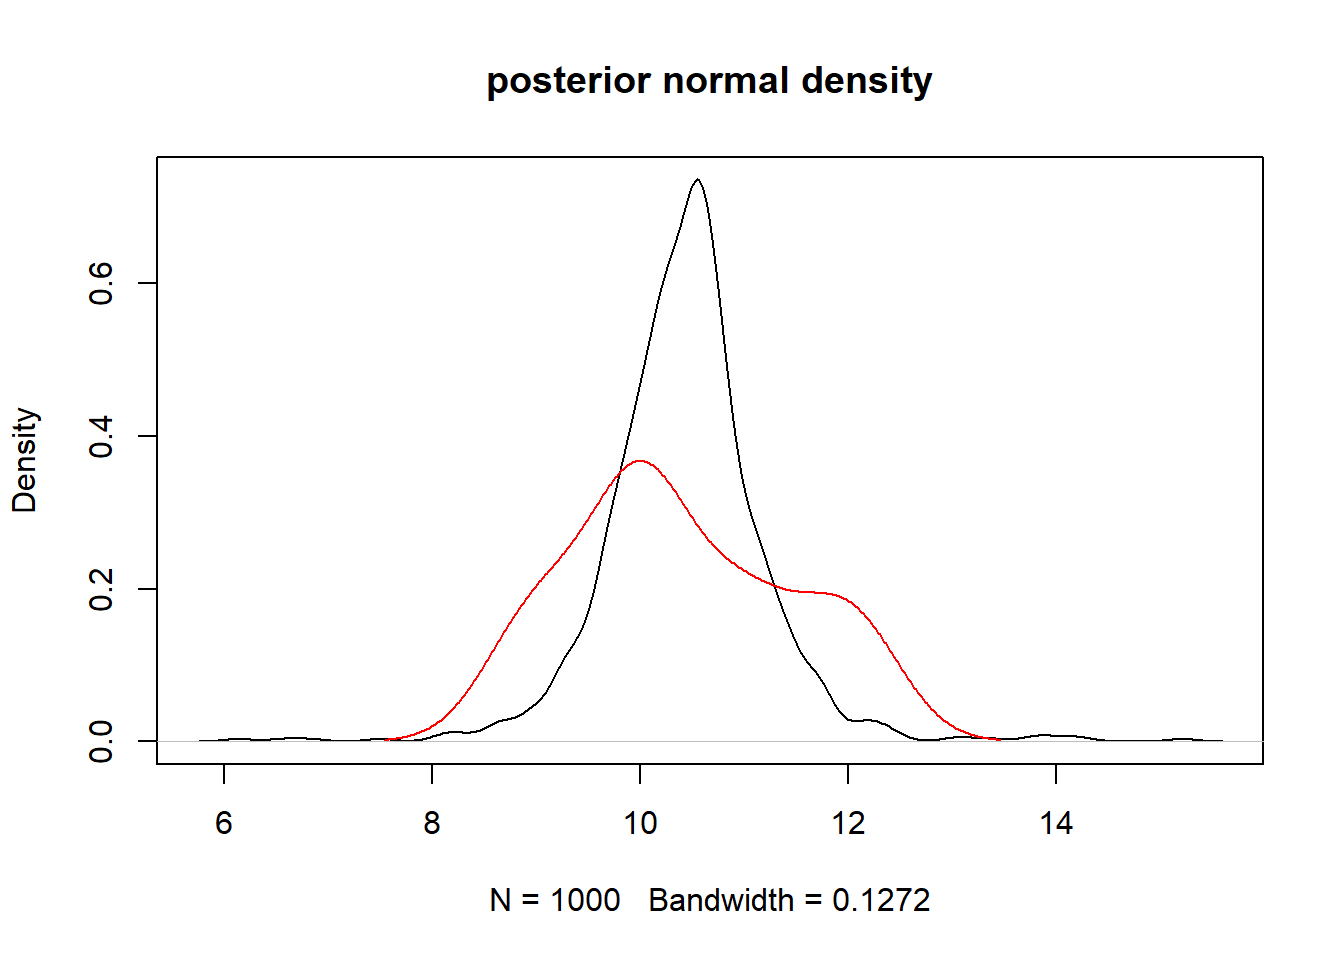 posterior normal density
Density
0.6
0.4
0.2
0.0
6 8 10 12 14
N = 1000 Bandwidth = 0.1272